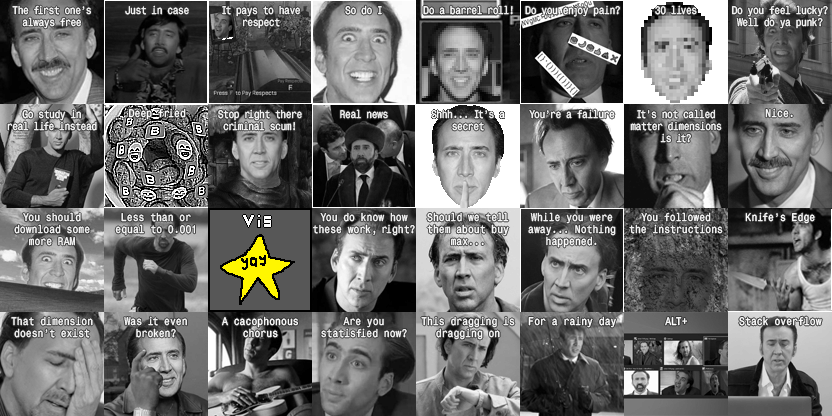 The first one's
always free
Just in case
It pays to have
respect
Press F to Pay Respects
F
So do I
Do a barrel roll!
Do you enjoy pain?
30 lives
Do you feel lucky?
Well do ya punk?
Go study in
real life instead
Deep fried
B
B
B
B
Stop right there
criminal scum!
Real news
Shhh... It's a
secret
You're a failure
It's not called
matter dimensions
is it?
Nice.
You should
download some
more RAM
Less than or
equal to 0.001
Vis
yay
You do know how
these work, right?
Should we tell
them about buy
max...
While you were
away... Nothing
happened.
You followed
the instructions
Knife's Edge
That dimension
doesn't exist
Was it even
broken?
A cacophonous
chorus
Are you
statisfied now?
This dragging is
dragging on
For a rainy day
ALT+
Stack overflow